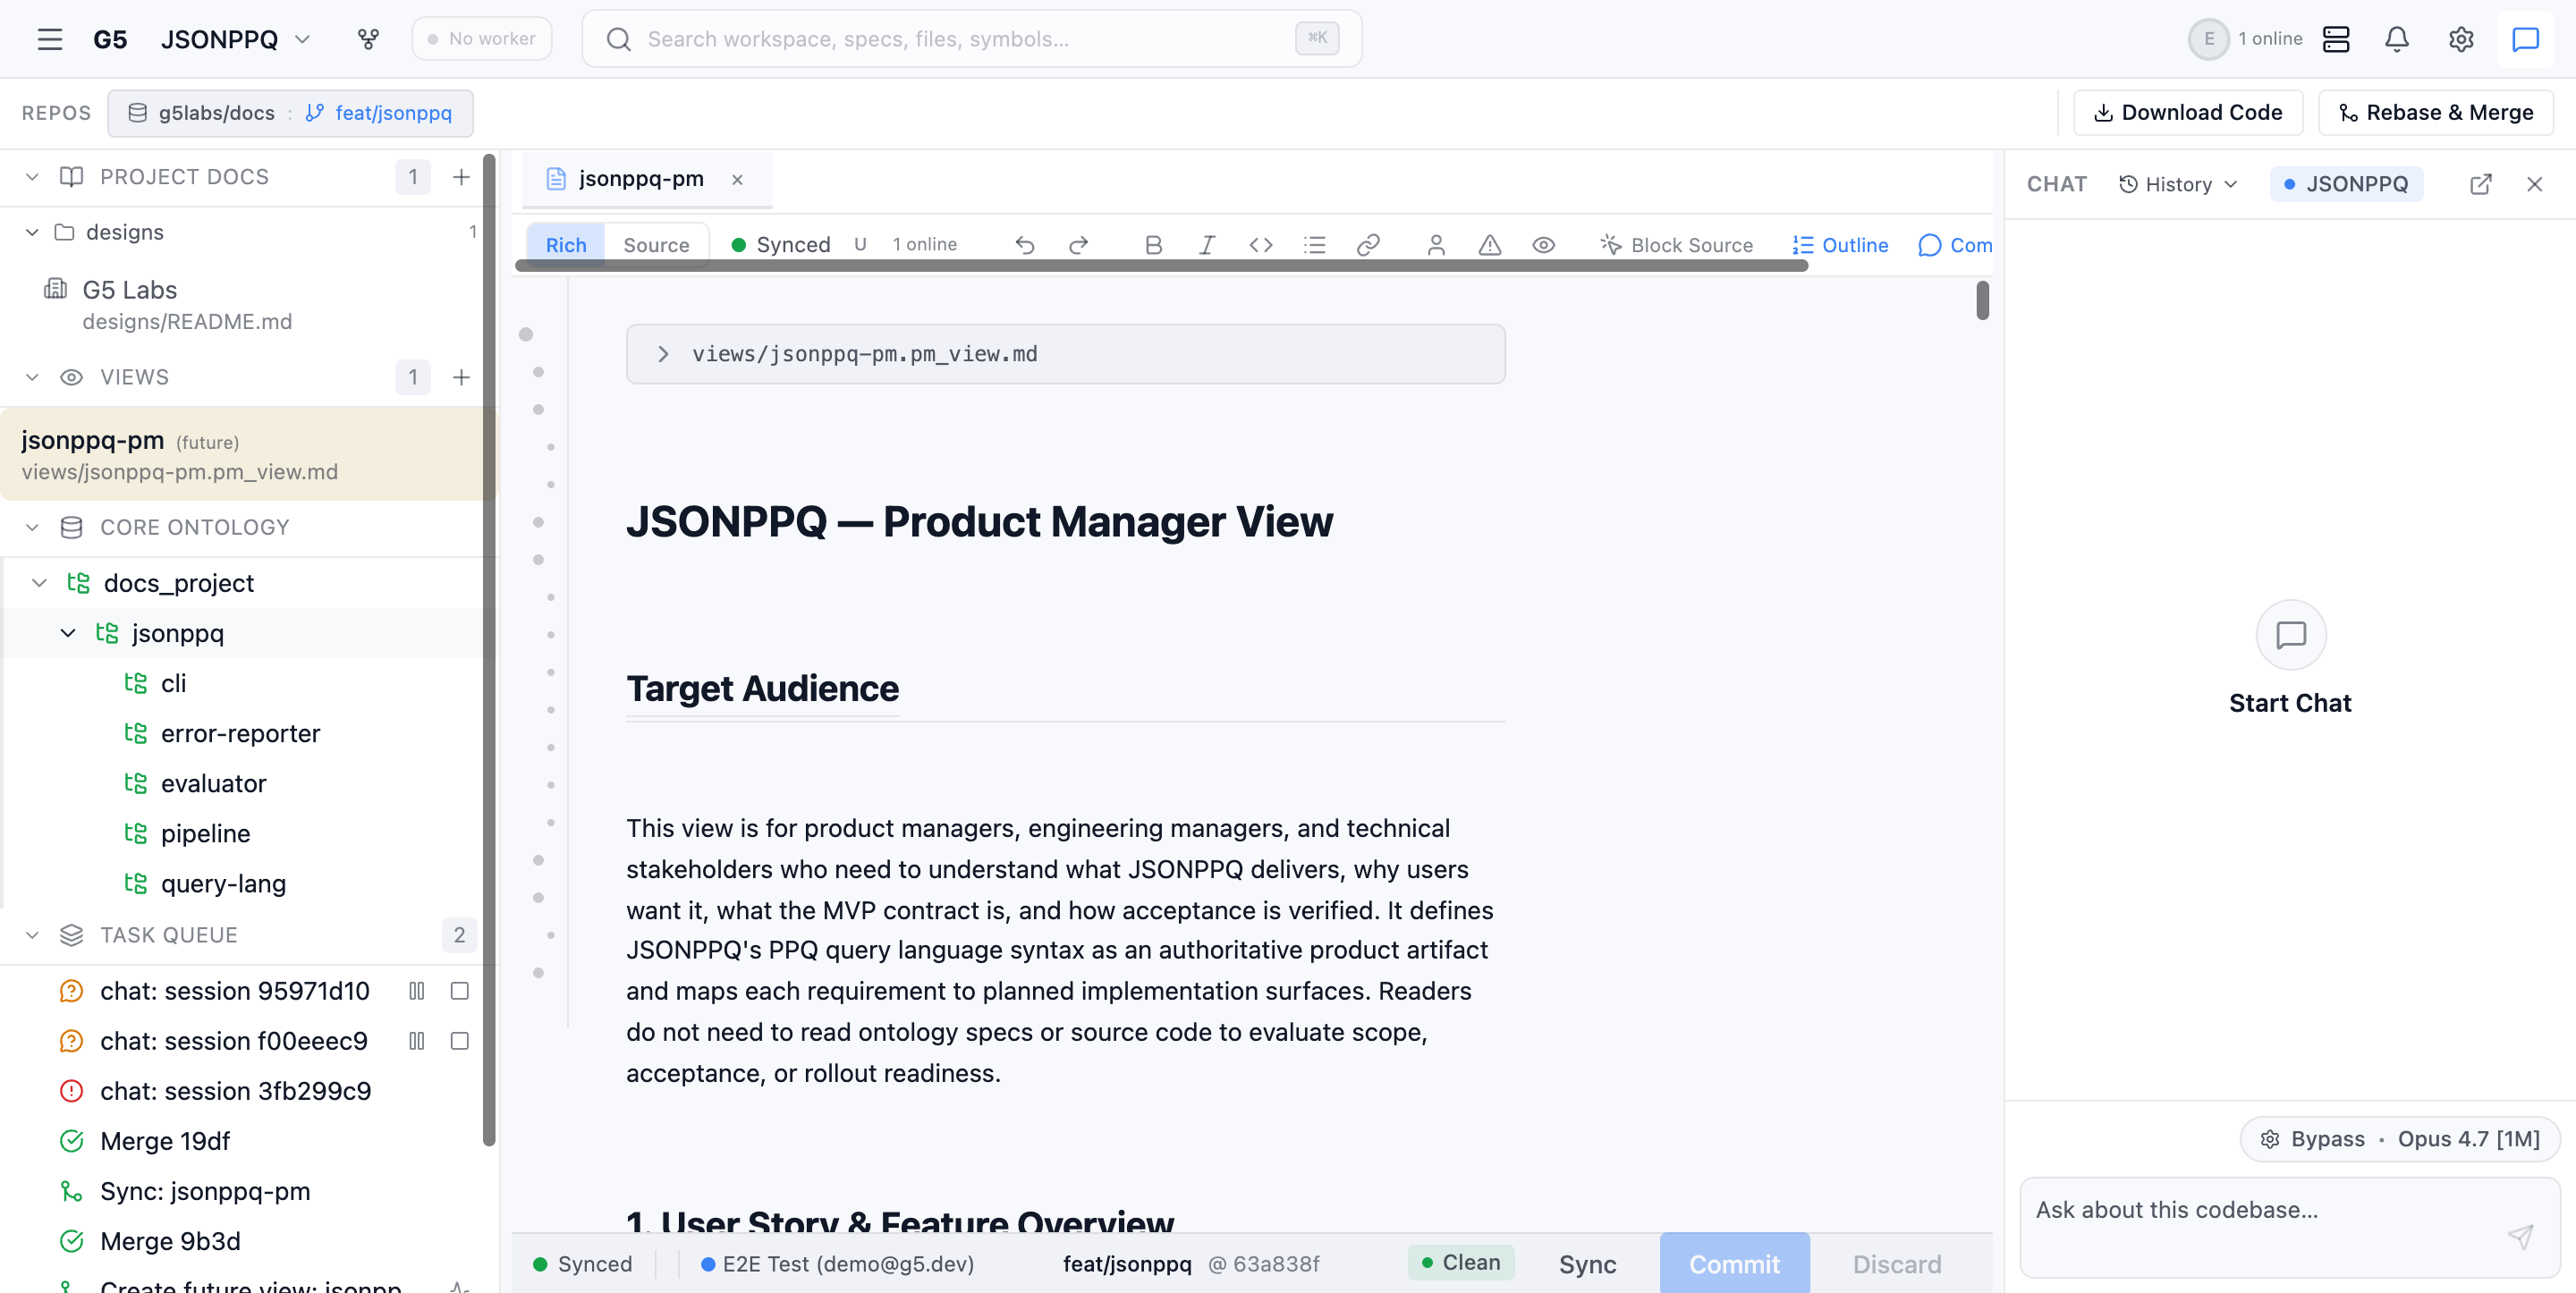 G5 JSONPPQ No worker Search workspace, specs, files, symbols... ⌘K E 1 online
REPOS g5labs/docs : feat/jsonppq Download Code Rebase & Merge
PROJECT DOCS 1
designs 1
G5 Labs
designs/README.md
VIEWS 1
jsonppq-pm (future)
views/jsonppq-pm.pm_view.md
CORE ONTOLOGY
docs_project
jsonppq
cli
error-reporter
evaluator
pipeline
query-lang
TASK QUEUE 2
chat: session 95971d10
chat: session f00eeec9
chat: session 3fb299c9
Merge 19df
Sync: jsonppq-pm
Merge 9b3d
Create future view: jsonpp
jsonppq-pm
Rich Source Synced U 1 online Block Source Outline Com
views/jsonppq-pm.pm_view.md
JSONPPQ — Product Manager View
Target Audience
This view is for product managers, engineering managers, and technical
stakeholders who need to understand what JSONPPQ delivers, why users
want it, what the MVP contract is, and how acceptance is verified. It defines
JSONPPQ's PPQ query language syntax as an authoritative product artifact
and maps each requirement to planned implementation surfaces. Readers
do not need to read ontology specs or source code to evaluate scope,
acceptance, or rollout readiness.
1. User Story & Feature Overview
Synced E2E Test (demo@g5.dev) feat/jsonppq @ 63a838f Clean Sync Commit Discard
CHAT History JSONPPQ
Start Chat
Bypass • Opus 4.7 [1M]
Ask about this codebase...